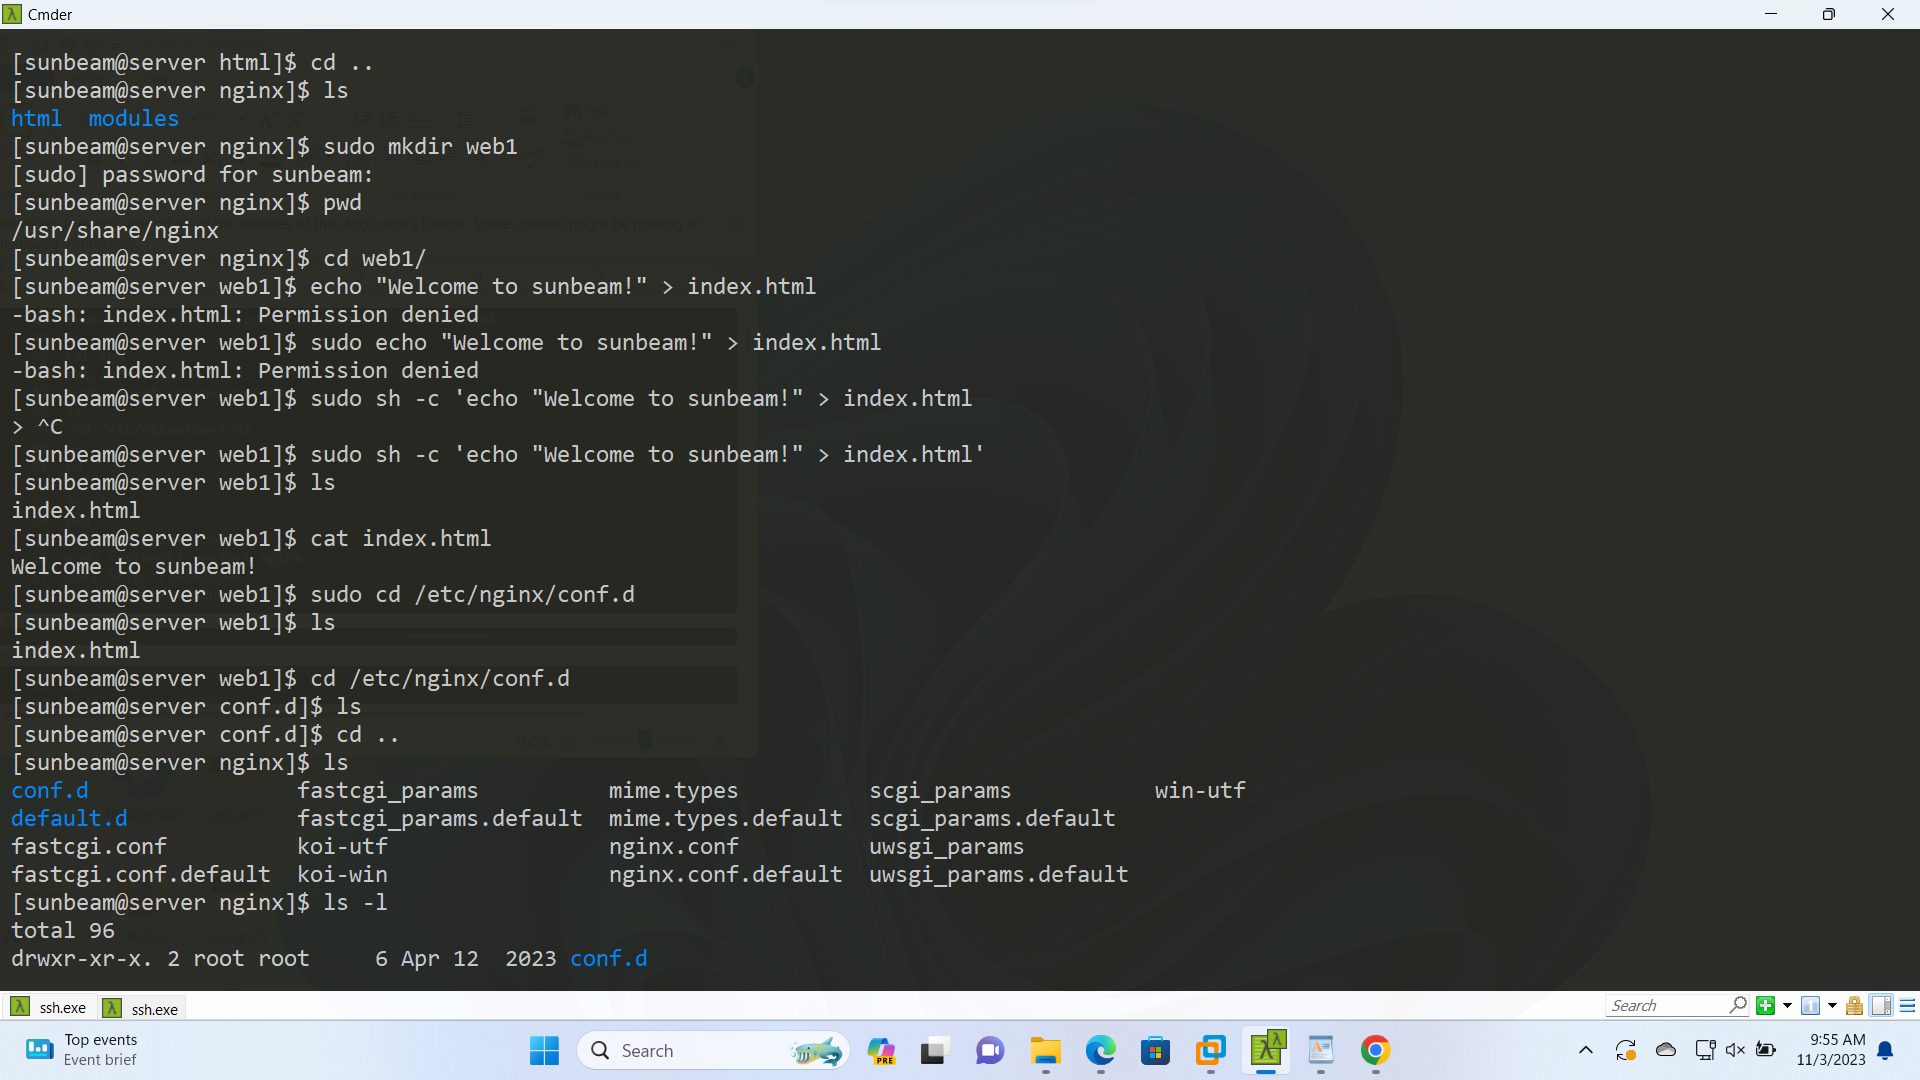 Cmder
[sunbeam@server html]$ cd ..
[sunbeam@server nginx]$ ls
html  modules
[sunbeam@server nginx]$ sudo mkdir web1
[sudo] password for sunbeam:
[sunbeam@server nginx]$ pwd
/usr/share/nginx
[sunbeam@server nginx]$ cd web1/
[sunbeam@server web1]$ echo "Welcome to sunbeam!" > index.html
-bash: index.html: Permission denied
[sunbeam@server web1]$ sudo echo "Welcome to sunbeam!" > index.html
-bash: index.html: Permission denied
[sunbeam@server web1]$ sudo sh -c 'echo "Welcome to sunbeam!" > index.html
> ^C
[sunbeam@server web1]$ sudo sh -c 'echo "Welcome to sunbeam!" > index.html'
[sunbeam@server web1]$ ls
index.html
[sunbeam@server web1]$ cat index.html
Welcome to sunbeam!
[sunbeam@server web1]$ sudo cd /etc/nginx/conf.d
[sunbeam@server web1]$ ls
index.html
[sunbeam@server web1]$ cd /etc/nginx/conf.d
[sunbeam@server conf.d]$ ls
[sunbeam@server conf.d]$ cd ..
[sunbeam@server nginx]$ ls
conf.d                fastcgi_params          mime.types          scgi_params           win-utf
default.d             fastcgi_params.default  mime.types.default  scgi_params.default
fastcgi.conf          koi-utf                 nginx.conf          uwsgi_params
fastcgi.conf.default  koi-win                 nginx.conf.default  uwsgi_params.default
[sunbeam@server nginx]$ ls -l
total 96
drwxr-xr-x. 2 root root     6 Apr 12  2023 conf.d
ssh.exe ssh.exe Search
Top events
Event brief
Search
PRE
9:55 AM
11/3/2023